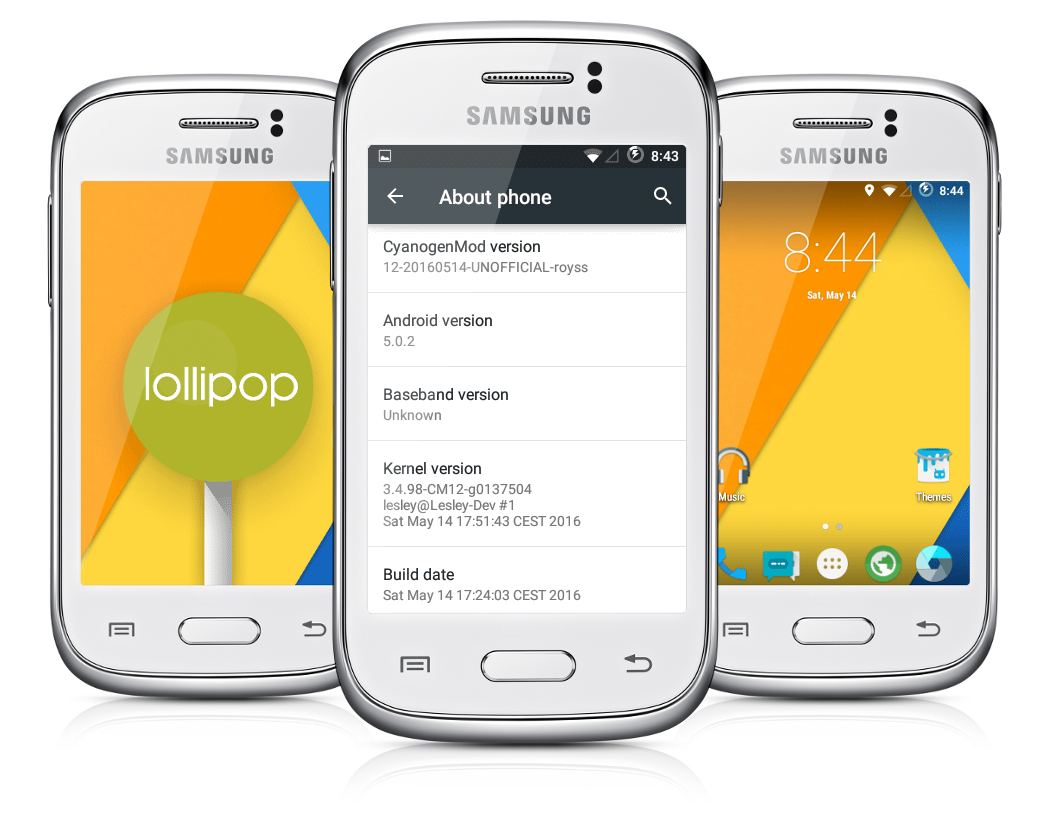 SAMSUNG
lollipop
SAMSUNG
8:43
About phone
CyanogenMod version
12-20160514-UNOFFICIAL-royss
Android version
5.0.2
Baseband version
Unknown
Kernel version
3.4.98-CM12-g0137504
lesley@Lesley-Dev #1
Sat May 14 17:51:43 CEST 2016
Build date
Sat May 14 17:24:03 CEST 2016
SAMSUNG
8:44
8:44
Sat, May 14
Music
Themes